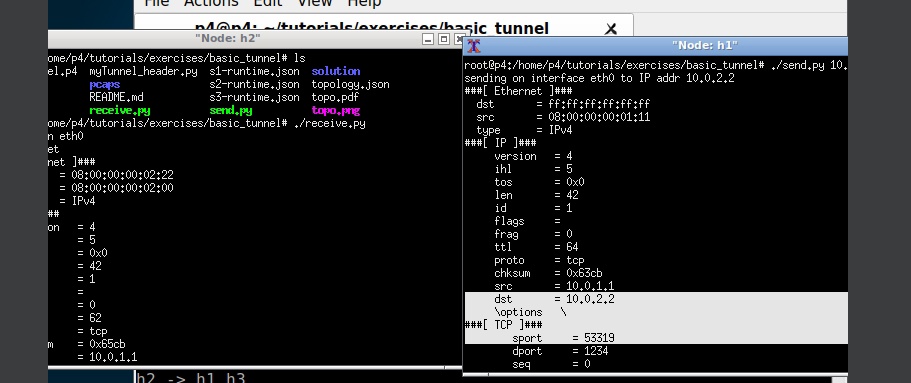 File Actions Edit View Help
p4@p4: ~/tutorials/exercises/basic_tunnel
"Node: h2"
ome/p4/tutorials/exercises/basic_tunnel# ls
el.p4 myTunnel_header.py s1-runtime.json solution
pcaps s2-runtime.json topology.json
README.md s3-runtime.json topo.pdf
receive.py send.py topo.png
ome/p4/tutorials/exercises/basic_tunnel# ./receive.py
n eth0
et
net ]###
= 08:00:00:00:02:22
= 08:00:00:00:02:00
= IPv4
##
on = 4
= 5
= 0x0
= 42
= 1
=
= 0
= 62
= tcp
m = 0x65cb
= 10.0.1.1
"Node: h1"
root@p4:/home/p4/tutorials/exercises/basic_tunnel# ./send.py 10.
sending on interface eth0 to IP addr 10.0.2.2
###[ Ethernet ]###
dst = ff:ff:ff:ff:ff:ff
src = 08:00:00:00:01:11
type = IPv4
###[ IP ]###
version = 4
ihl = 5
tos = 0x0
len = 42
id = 1
flags =
frag = 0
ttl = 64
proto = tcp
chksum = 0x63cb
src = 10.0.1.1
dst = 10.0.2.2
\options \
###[ TCP ]###
sport = 53319
dport = 1234
seq = 0
h2 -> h1 h3